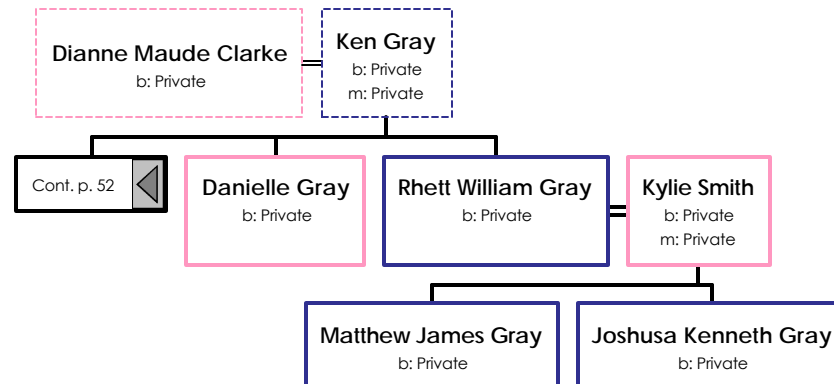 Dianne Maude Clarke
b: Private
Ken Gray
b: Private
m: Private
Cont. p. 52
Danielle Gray
b: Private
Rhett William Gray
b: Private
Kylie Smith
b: Private
m: Private
Matthew James Gray
b: Private
Joshusa Kenneth Gray
b: Private